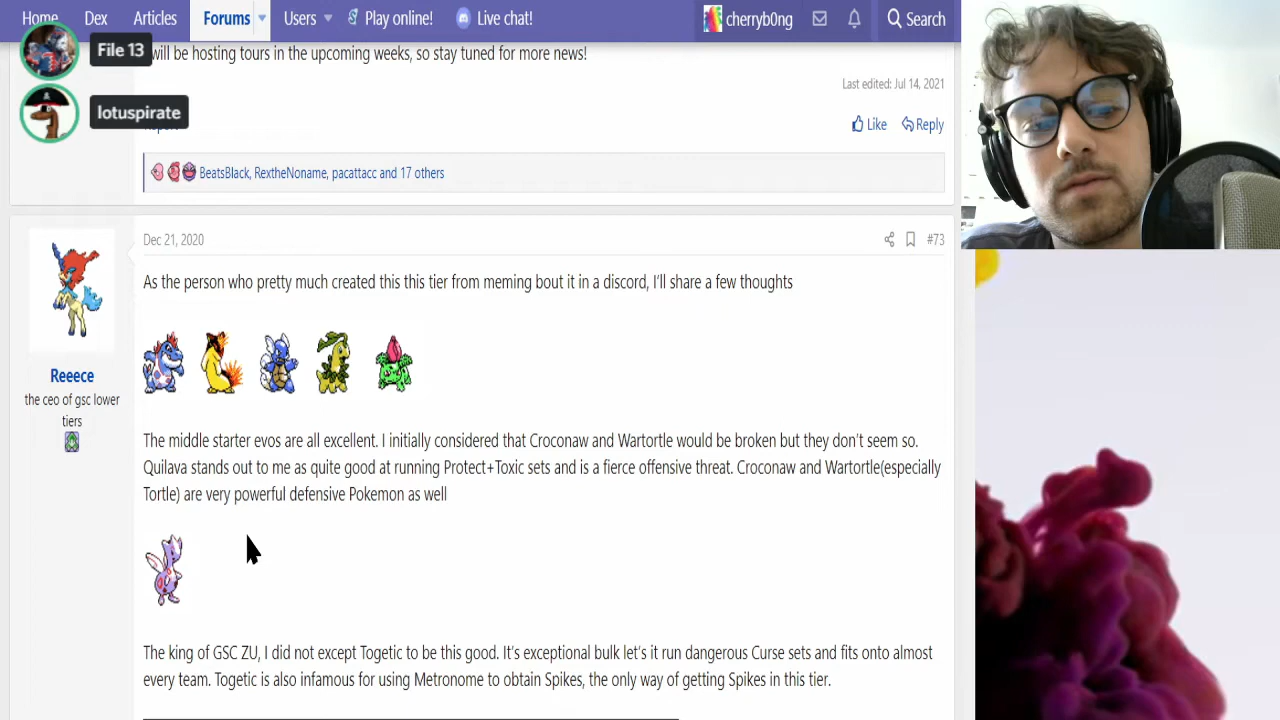 Home Dex Articles Forums Users Play online! Live chat! cherryb0ng Search
File 13
will be hosting tours in the upcoming weeks, so stay tuned for more news!
Last edited: Jul 14, 2021
lotuspirate
Like Reply
BeatsBlack, RextheNoname, pacattacc and 17 others
Dec 21, 2020 #73
As the person who pretty much created this this tier from meming bout it in a discord, I'll share a few thoughts
Reeece
the ceo of gsc lower
tiers
The middle starter evos are all excellent. I initially considered that Croconaw and Wartortle would be broken but they don't seem so.
Quilava stands out to me as quite good at running Protect+Toxic sets and is a fierce offensive threat. Croconaw and Wartortle(especially
Tortle) are very powerful defensive Pokemon as well
The king of GSC ZU, I did not except Togetic to be this good. It's exceptional bulk let's it run dangerous Curse sets and fits onto almost
every team. Togetic is also infamous for using Metronome to obtain Spikes, the only way of getting Spikes in this tier.